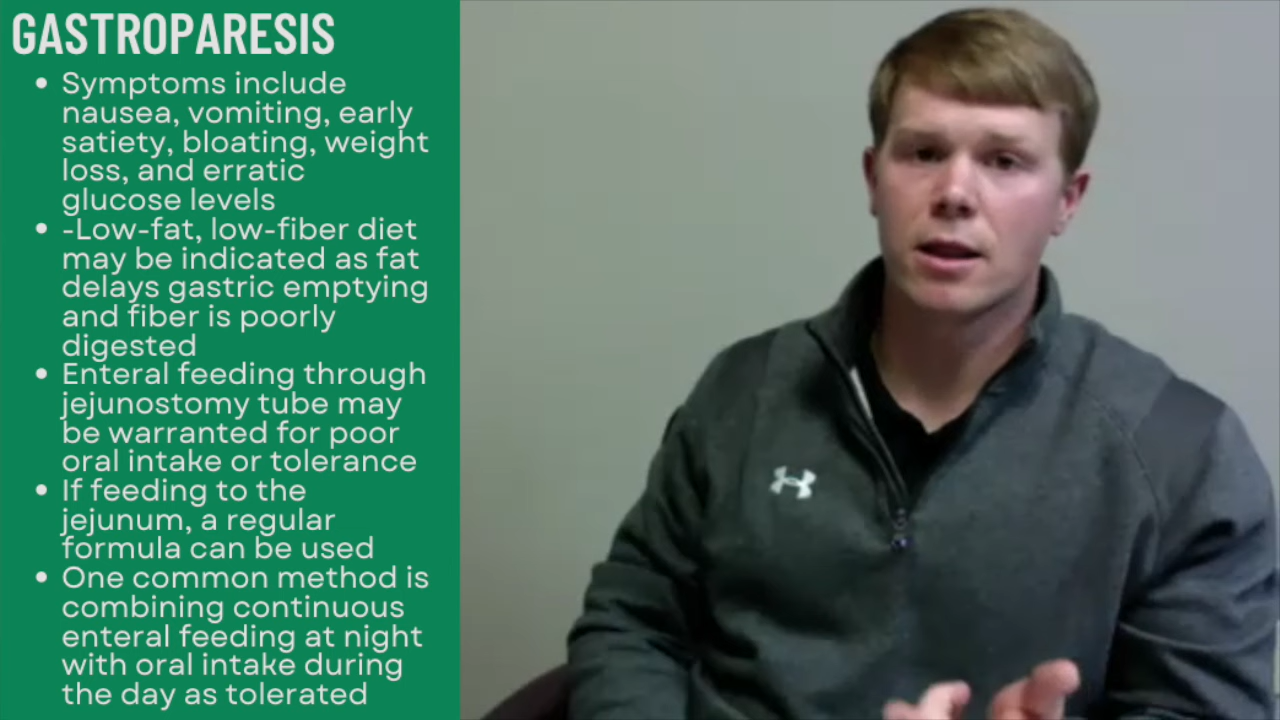 GASTROPARESIS
• Symptoms include
nausea, vomiting, early
satiety, bloating, weight
loss, and erratic
glucose levels
• -Low-fat, low-fiber diet
may be indicated as fat
delays gastric emptying
and fiber is poorly
digested
• Enteral feeding through
jejunostomy tube may
be warranted for poor
oral intake or tolerance
• If feeding to the
jejunum, a regular
formula can be used
• One common method is
combining continuous
enteral feeding at night
with oral intake during
the day as tolerated